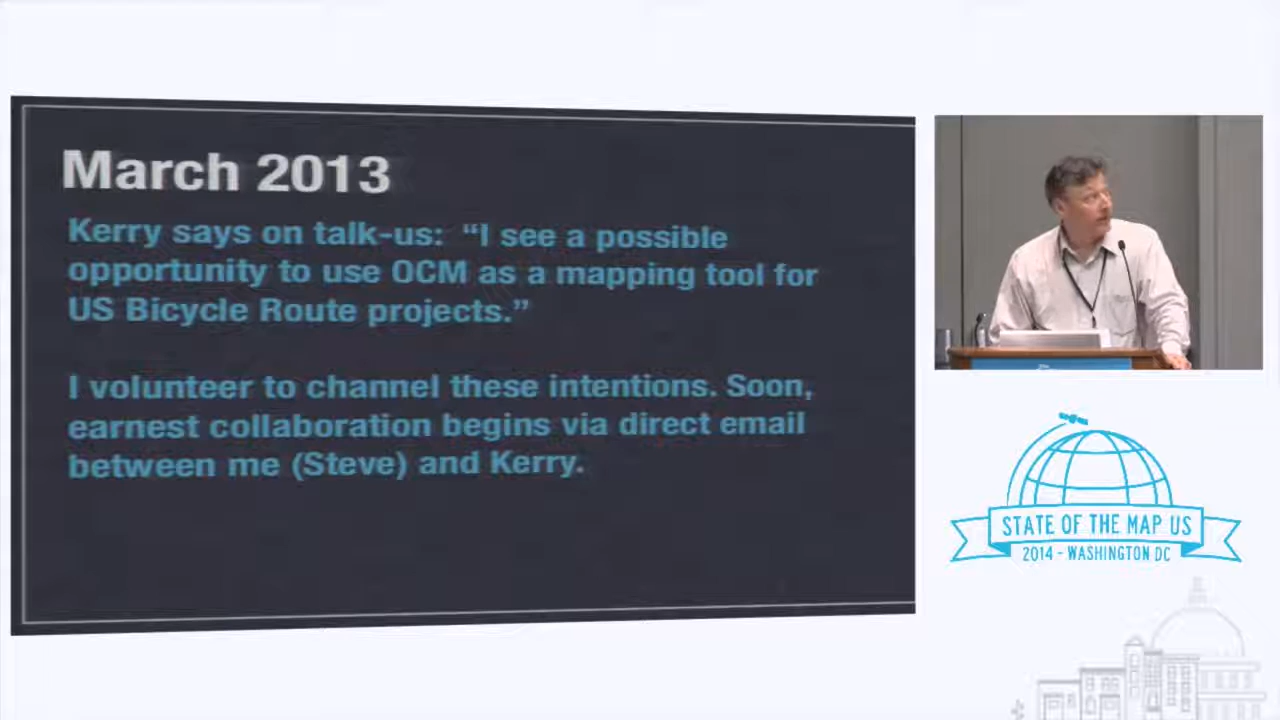 March 2013
Kerry says on talk-us: “I see a possible
opportunity to use OCM as a mapping tool for
US Bicycle Route projects.”
I volunteer to channel these intentions. Soon,
earnest collaboration begins via direct email
between me (Steve) and Kerry.
STATE OF THE MAP US
2014 - WASHINGTON DC